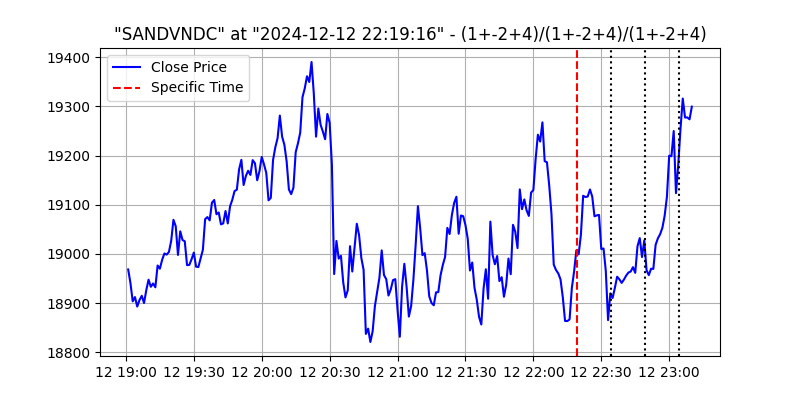 "SANDVNDC" at "2024-12-12 22:19:16" - (1+-2+4)/(1+-2+4)/(1+-2+4)
Close Price
Specific Time
19400
19300
19200
19100
19000
18900
18800
12 19:00 12 19:30 12 20:00 12 20:30 12 21:00 12 21:30 12 22:00 12 22:30 12 23:00